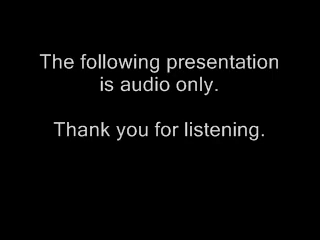 The following presentation
is audio only.
Thank you for listening.